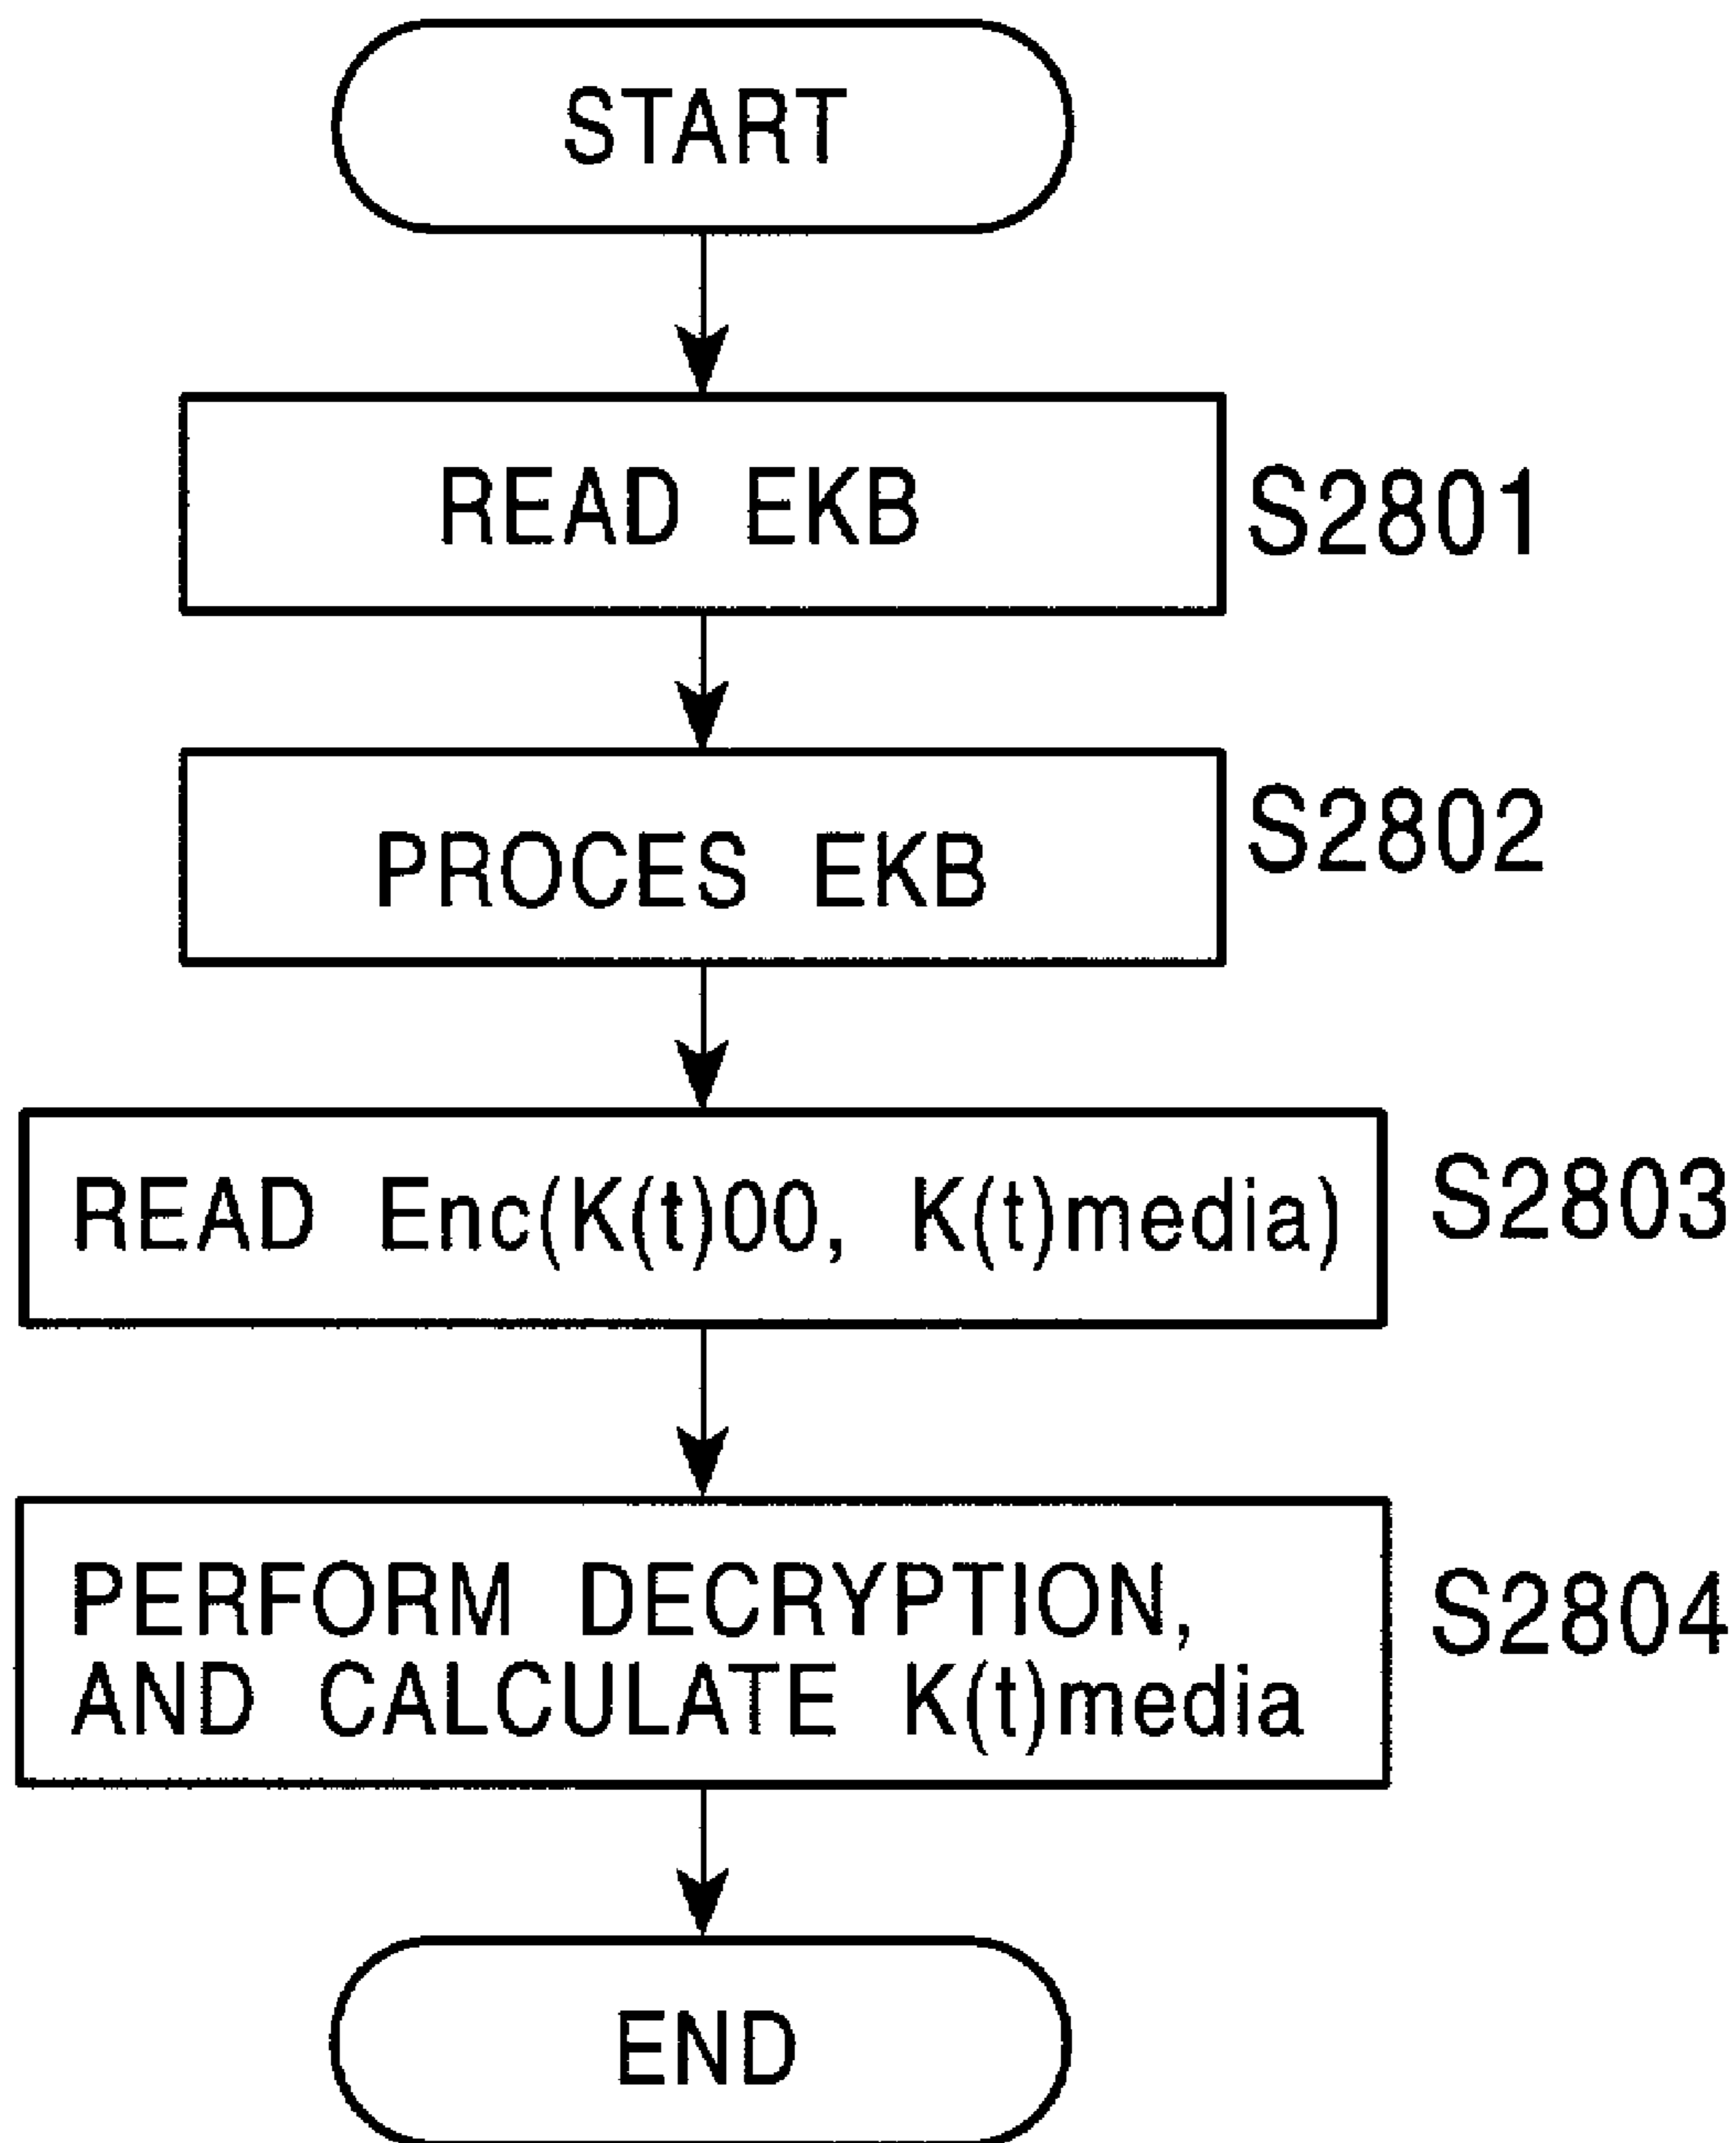 START
READ EKB
S2801
PROCES EKB
S2802
READ Enc(K(t)00, K(t)media)
S2803
PERFORM DECRYPTION,
AND CALCULATE K(t)media
S2804
END